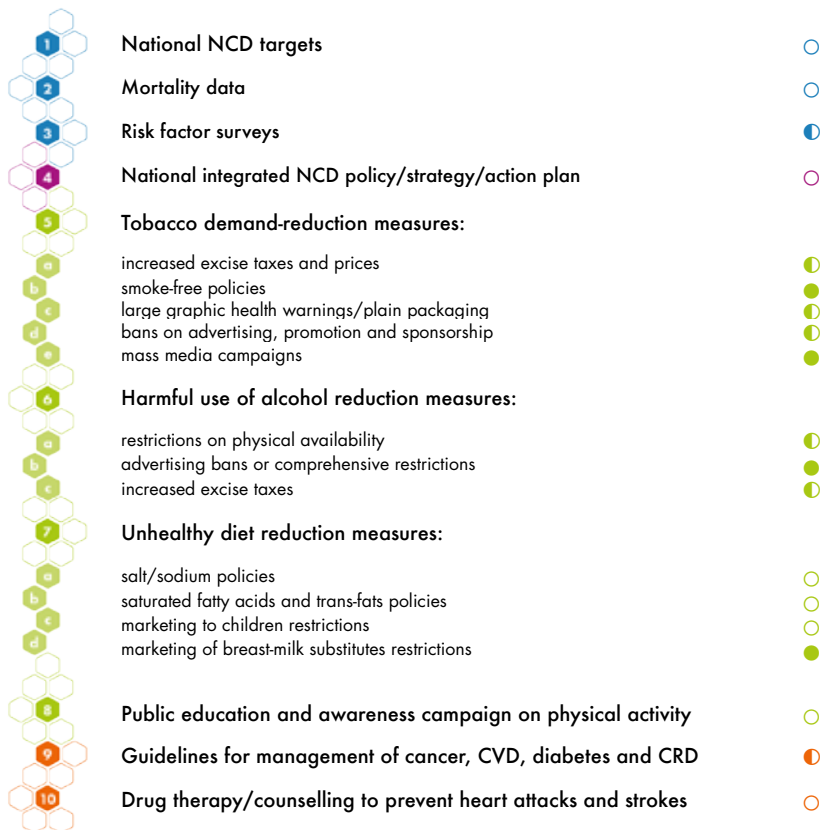 1 National NCD targets
2 Mortality data
3 Risk factor surveys
4 National integrated NCD policy/strategy/action plan
5 Tobacco demand-reduction measures:
a increased excise taxes and prices
b smoke-free policies
c large graphic health warnings/plain packaging
d bans on advertising, promotion and sponsorship
e mass media campaigns
6 Harmful use of alcohol reduction measures:
a restrictions on physical availability
b advertising bans or comprehensive restrictions
c increased excise taxes
7 Unhealthy diet reduction measures:
a salt/sodium policies
b saturated fatty acids and trans-fats policies
c marketing to children restrictions
d marketing of breast-milk substitutes restrictions
8 Public education and awareness campaign on physical activity
9 Guidelines for management of cancer, CVD, diabetes and CRD
10 Drug therapy/counselling to prevent heart attacks and strokes